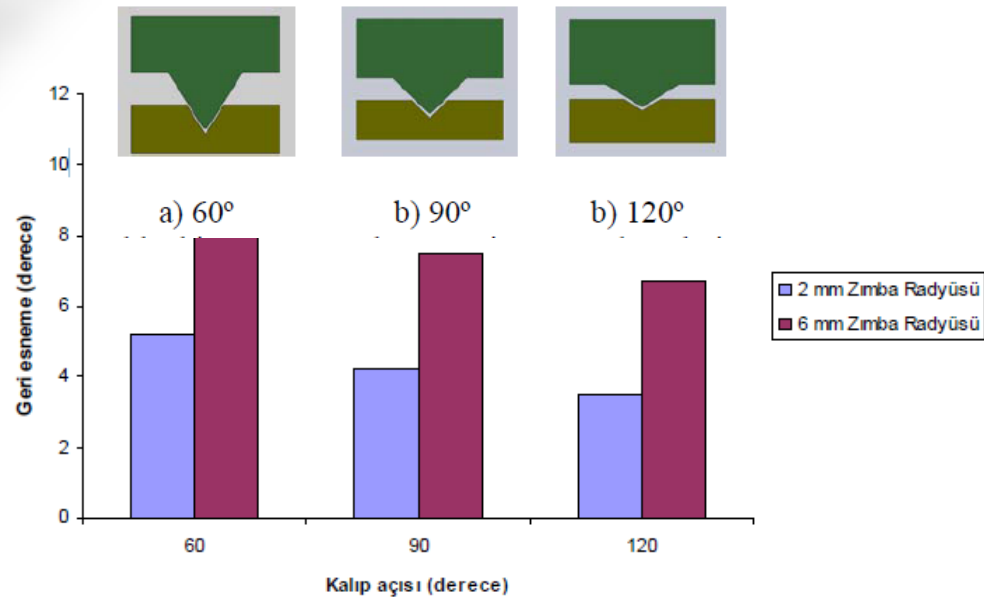 a) 60º
b) 90º
b) 120º
12
10
8
6
4
2
0
Geri esneme (derece)
60
90
120
Kalıp açısı (derece)
2 mm Zımba Radyüsü
6 mm Zımba Radyüsü